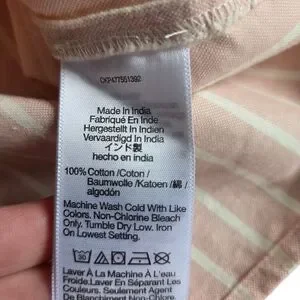 CKP477551392
Made In India
Fabriqué En Inde
Hergestellt In Indien
Vervaardigd In India
インド製
hecho en india
100% Cotton /Coton /
Baumwolle /Katoen /綿 /
algodón
Machine Wash Cold With Like
Colors. Non-Chlorine Bleach
Only. Tumble Dry Low. Iron
on Lowest Setting.
30
Laver À La Machine À L'eau
Froide. Laver En Séparant Les
Couleurs. Seulement Agent
De Blanchiment Non-Chloré